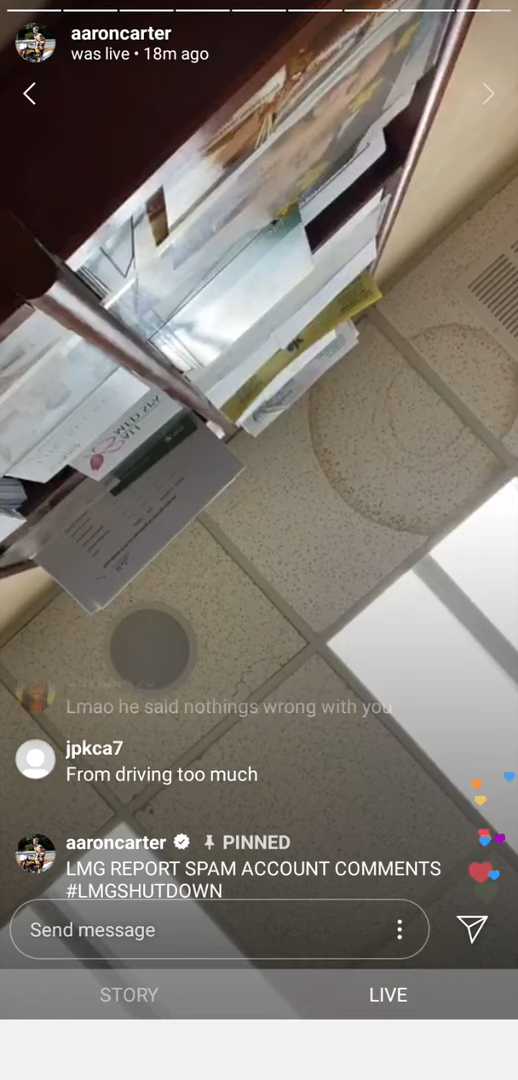 aaroncarter
was live • 18m ago
Lmao he said nothings wrong with you
jpkca7
From driving too much
aaroncarter PINNED
LMG REPORT SPAM ACCOUNT COMMENTS
#LMGSHUTDOWN
Send message
STORY LIVE